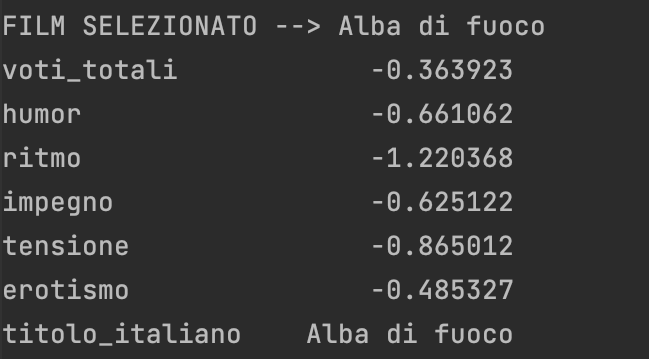 FILM SELEZIONATO --> Alba di fuoco
voti_totali -0.363923
humor -0.661062
ritmo -1.220368
impegno -0.625122
tensione -0.865012
erotismo -0.485327
titolo_italiano Alba di fuoco